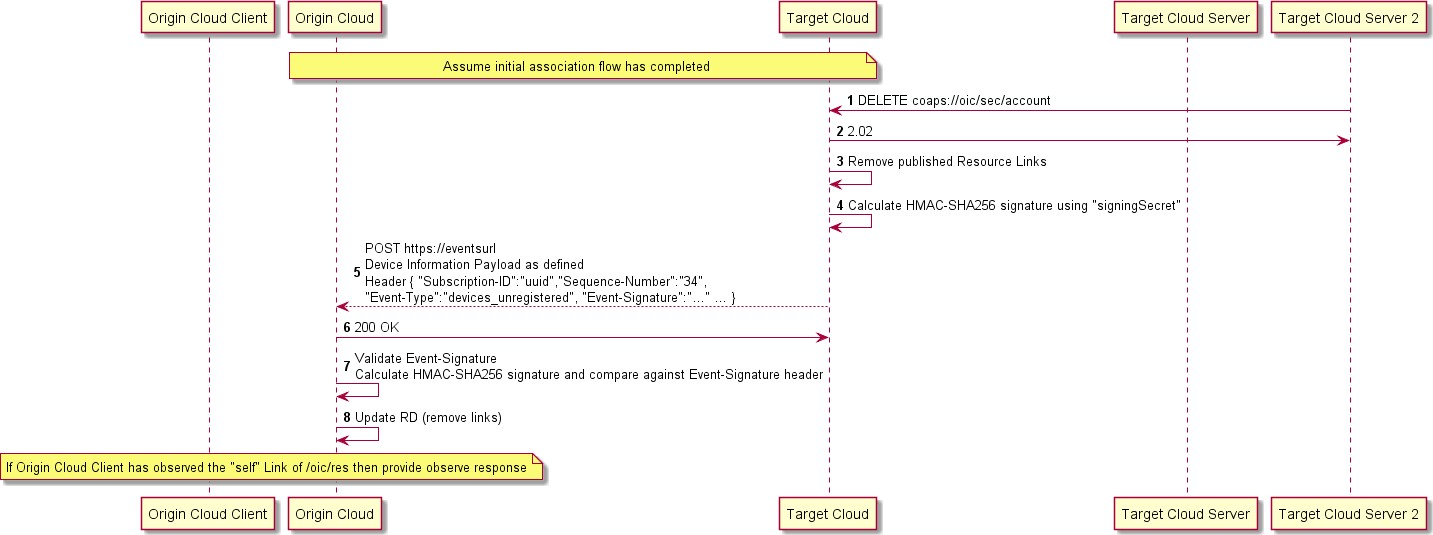 Origin Cloud Client
Origin Cloud
Target Cloud
Target Cloud Server
Target Cloud Server 2
Assume initial association flow has completed
1 DELETE coaps://oic/sec/account
2 2.02
3 Remove published Resource Links
4 Calculate HMAC-SHA256 signature using "signingSecret"
POST https://eventsurl
Device Information Payload as defined
5 Header { "Subscription-ID":"uuid","Sequence-Number":"34",
"Event-Type":"devices_unregistered", "Event-Signature":"..." ... }
6 200 OK
7 Validate Event-Signature
Calculate HMAC-SHA256 signature and compare against Event-Signature header
8 Update RD (remove links)
If Origin Cloud Client has observed the "self" Link of /oic/res then provide observe response
Origin Cloud Client
Origin Cloud
Target Cloud
Target Cloud Server
Target Cloud Server 2